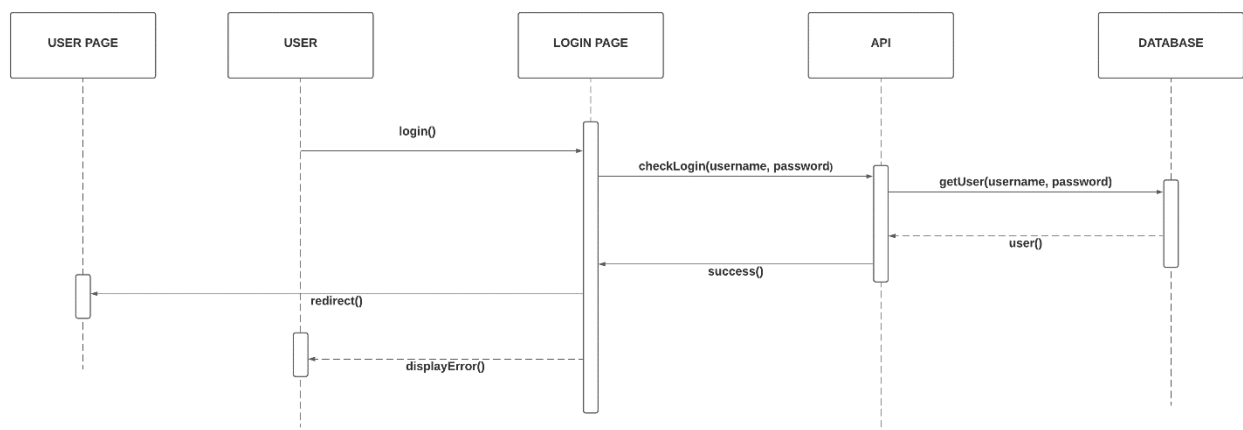 USER PAGE
USER
LOGIN PAGE
API
DATABASE
login()
checkLogin(username, password)
getUser(username, password)
user()
success()
redirect()
displayError()